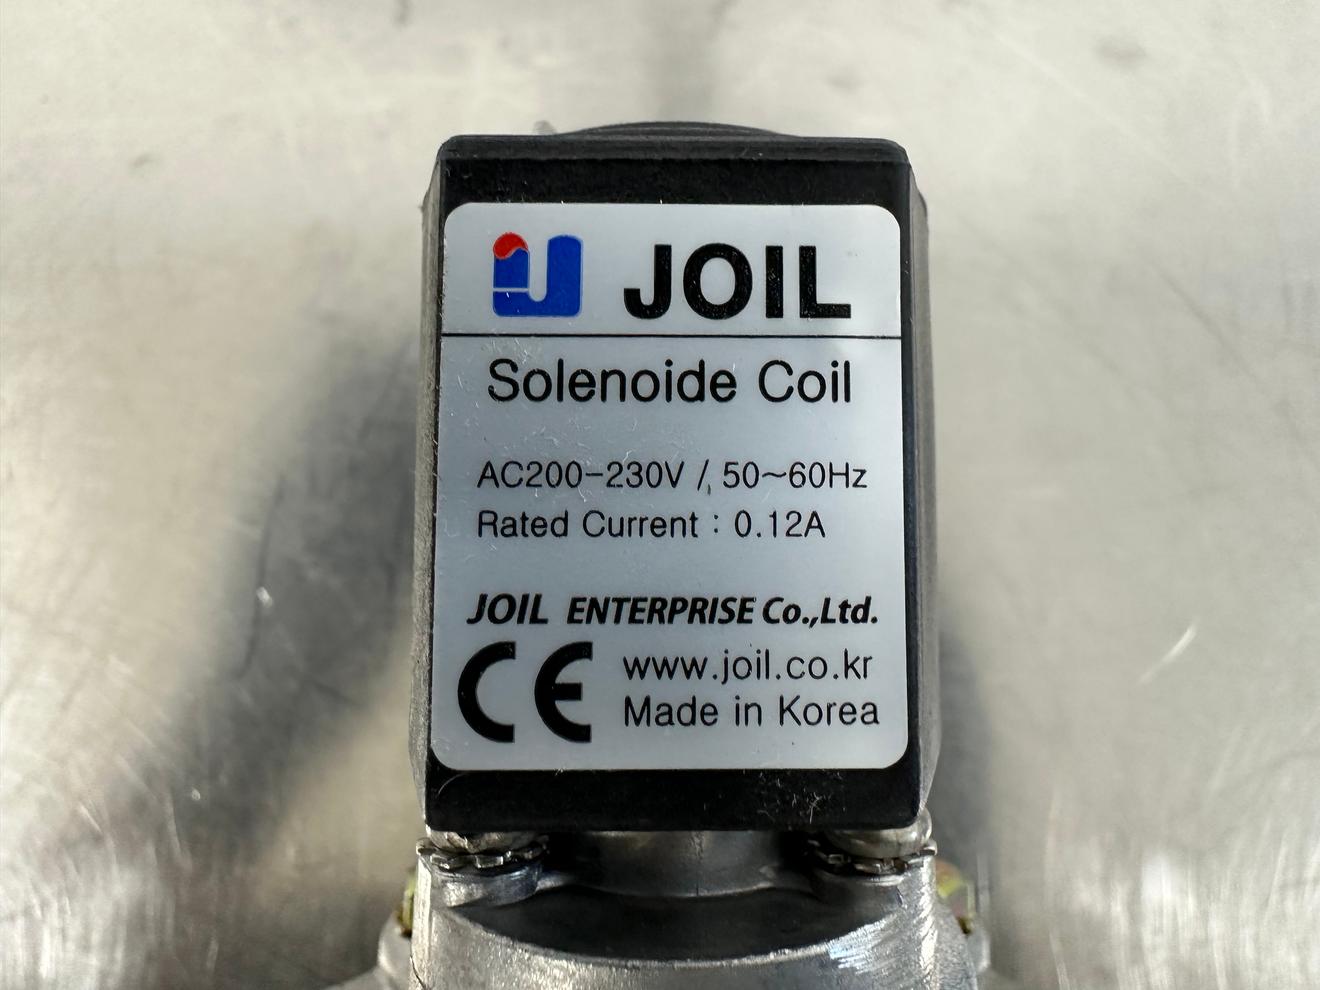 JOIL
Solenoide Coil
AC200-230V / 50~60Hz
Rated Current : 0.12A
JOIL ENTERPRISE Co.,Ltd.
CE www.joil.co.kr
Made in Korea